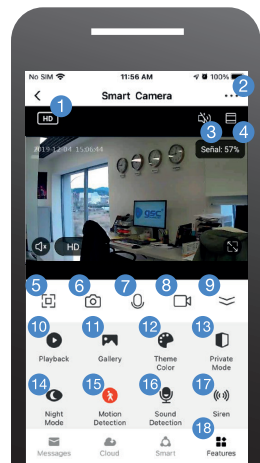 No SIM 11:56 AM 100%
Smart Camera ... 2
1
HD
3 4
2019-12-04 15:06:44
Señal: 57%
QSC
HD
5 6 7 8 9
10 11 12 13
Playback Gallery Theme Color Private Mode
14 15 16 17
Night Mode Motion Detection Sound Detection Siren
18
Messages Cloud Smart Features